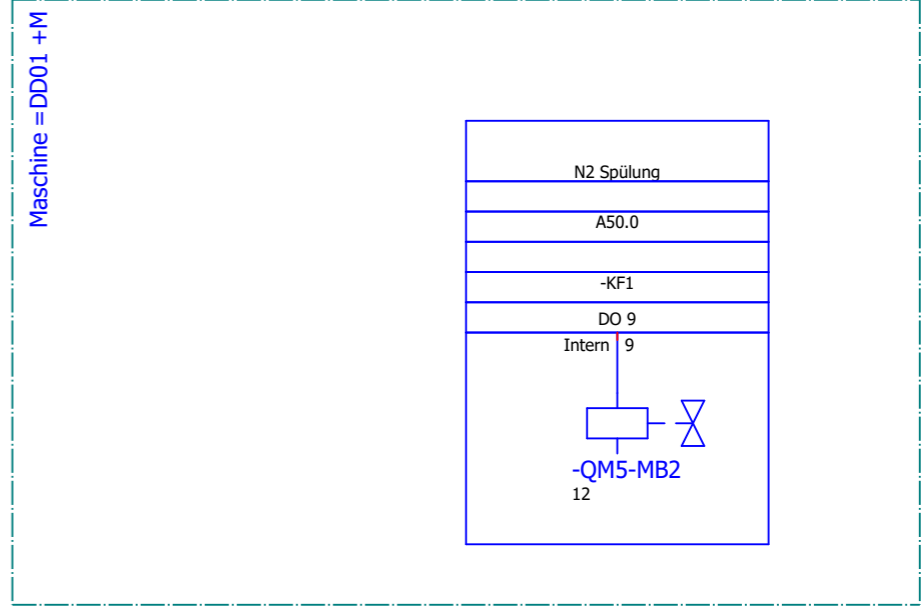 Maschine =DD01 +M
N2 Spülung
A50.0
-KF1
DO 9
Intern 9
-QM5-MB2
12